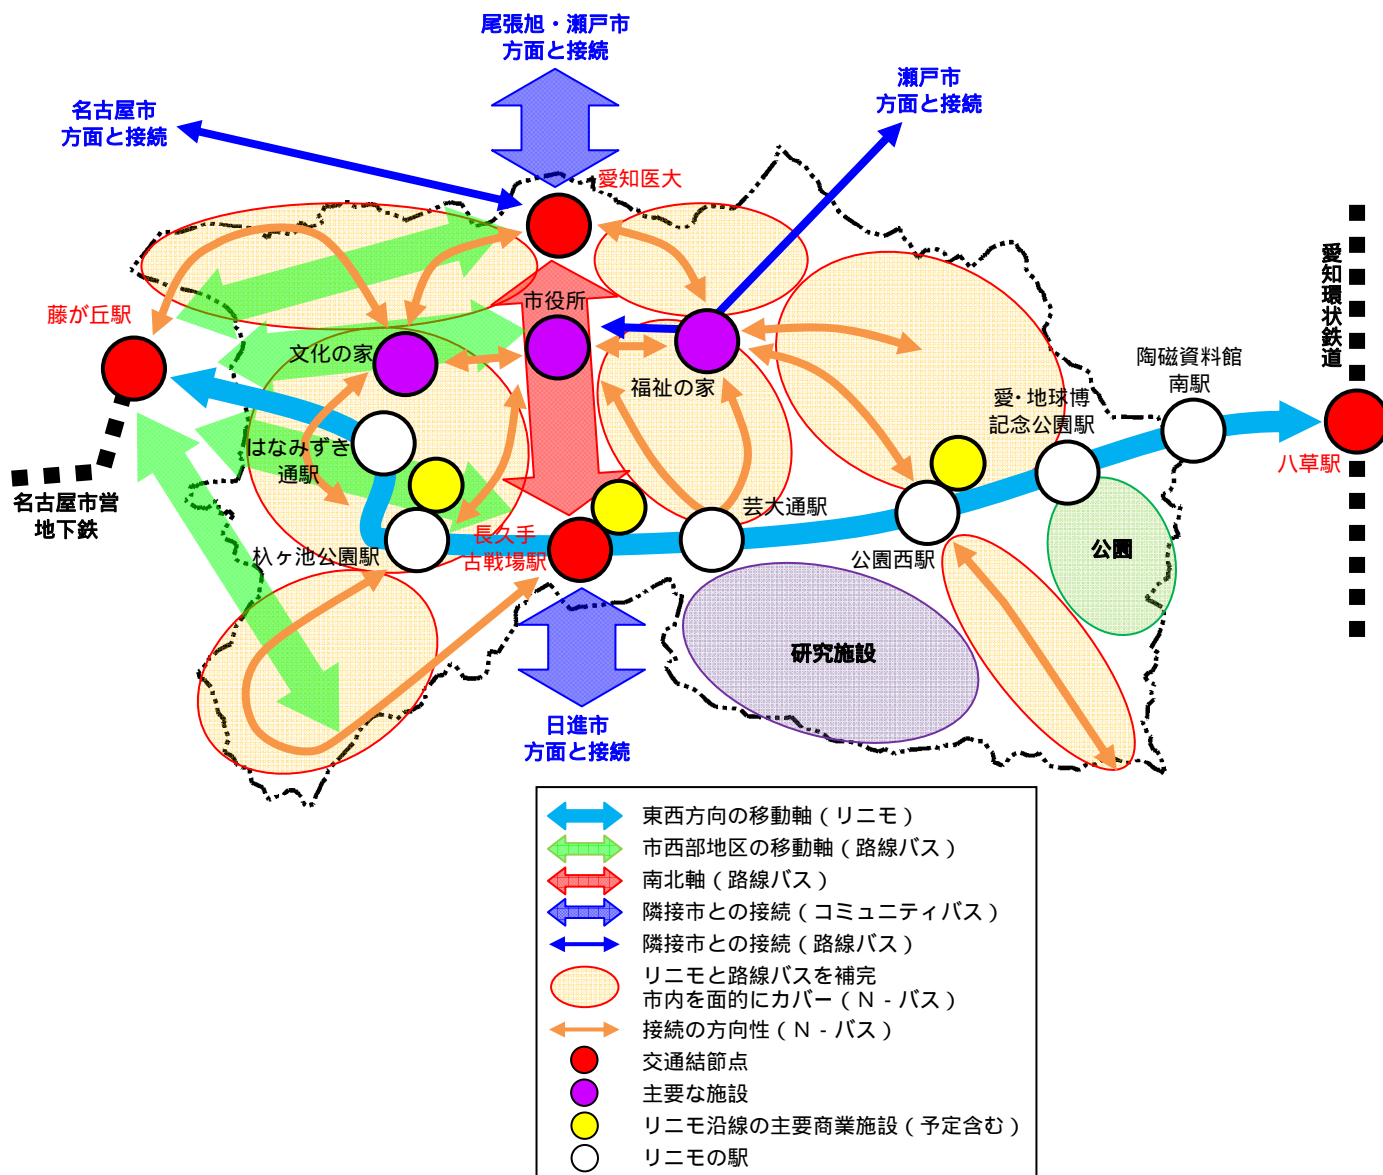 尾張旭・瀬戸市
方面と接続
瀬戸市
方面と接続
名古屋市
方面と接続
愛知医大
愛知環状鉄道
藤が丘駅
市役所
文化の家
福祉の家
陶磁資料館
南駅
愛・地球博
記念公園駅
はなみずき
通駅
八草駅
名古屋市営
地下鉄
芸大通駅
長久手
古戦場駅
杁ヶ池公園駅
公園西駅
公園
研究施設
日進市
方面と接続
東西方向の移動軸（リニモ）
市西部地区の移動軸（路線バス）
南北軸（路線バス）
隣接市との接続（コミュニティバス）
隣接市との接続（路線バス）
リニモと路線バスを補完
市内を面的にカバー（Ｎ‐バス）
接続の方向性（Ｎ‐バス）
交通結節点
主要な施設
リニモ沿線の主要商業施設（予定含む）
リニモの駅